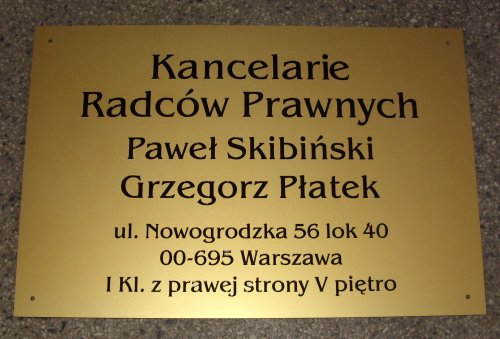 Kancelarie
Radców Prawnych
Paweł Skibiński
Grzegorz Płatek
ul. Nowogrodzka 56 lok 40
00-695 Warszawa
I Kl. z prawej strony V piętro